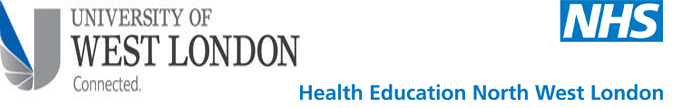 UNIVERSITY OF
WEST LONDON
Connected.
NHS
Health Education North West London